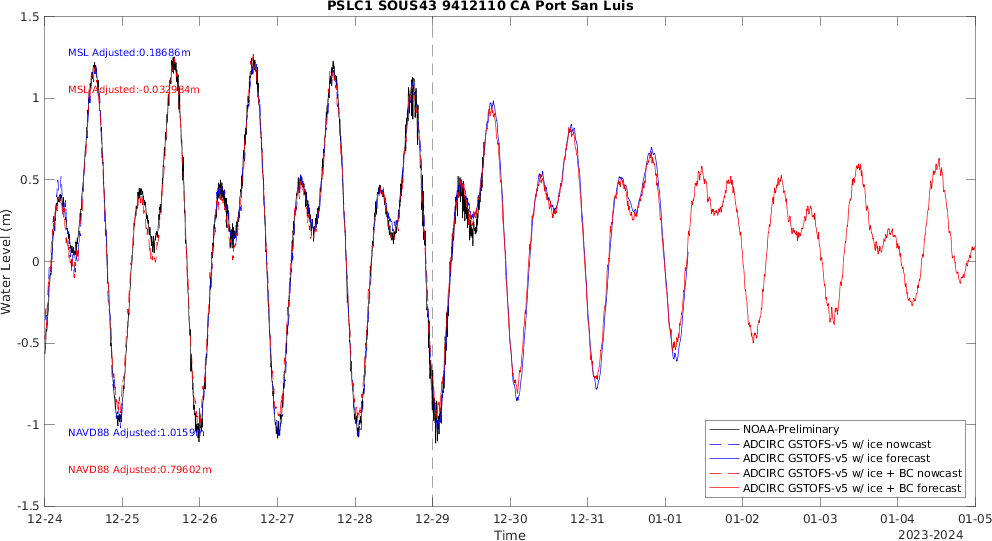 PSLC1 SOUS43 9412110 CA Port San Luis
1.5
1
0.5
0
-0.5
-1
-1.5
Water Level (m)
MSL Adjusted:0.18686m
MSL Adjusted:-0.032984m
NAVD88 Adjusted:1.0159m
NAVD88 Adjusted:0.79602m
NOAA-Preliminary
ADCIRC GSTOFS-v5 w/ ice nowcast
ADCIRC GSTOFS-v5 w/ ice forecast
ADCIRC GSTOFS-v5 w/ ice + BC nowcast
ADCIRC GSTOFS-v5 w/ ice + BC forecast
12-24 12-25 12-26 12-27 12-28 12-29 12-30 12-31 01-01 01-02 01-03 01-04 01-05
Time
2023-2024